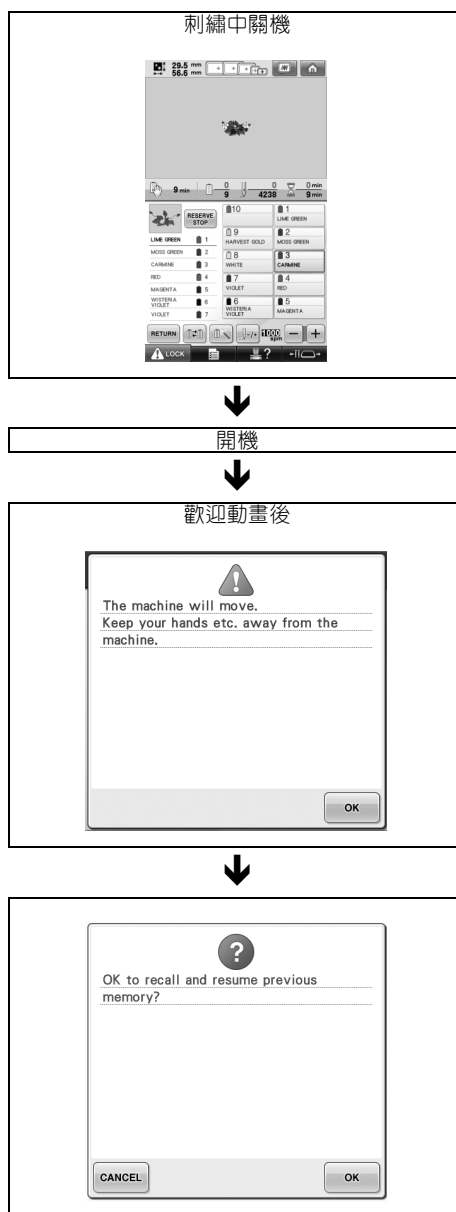 刺繡中關機
29.5 mm
56.6 mm
9 min
0
9
0
4238
0 min
9 min
RESERVE STOP
LIME GREEN 1
MOSS GREEN 2
CARMINE 3
RED 4
MAGENTA 5
WISTERIA VIOLET 6
VIOLET 7
10
1 LIME GREEN
9 HARVEST GOLD
2 MOSS GREEN
8 WHITE
3 CARMINE
7 VIOLET
4 RED
6 WISTERIA VIOLET
5 MAGENTA
RETURN
-/+
1000 spm
LOCK
開機
歡迎動畫後
The machine will move.
Keep your hands etc. away from the
machine.
OK
OK to recall and resume previous
memory?
CANCEL
OK